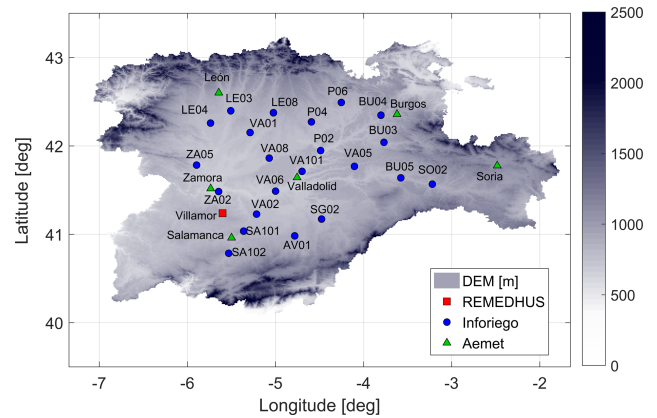 43
42
41
40
Latitude [deg]
-7
-6
-5
-4
-3
-2
Longitude [deg]
León
LE04
LE03
LE08
P06
P04
BU04
Burgos
VA01
BU03
P02
VA08
ZA05
VA101
VA05
Zamora
VA06
Valladolid
BU05
SO02
Soria
ZA02
Villamor
VA02
SG02
Salamanca
SA101
AV01
SA102
DEM [m]
REMEDHUS
Inforiego
Aemet
2500
2000
1500
1000
500
0